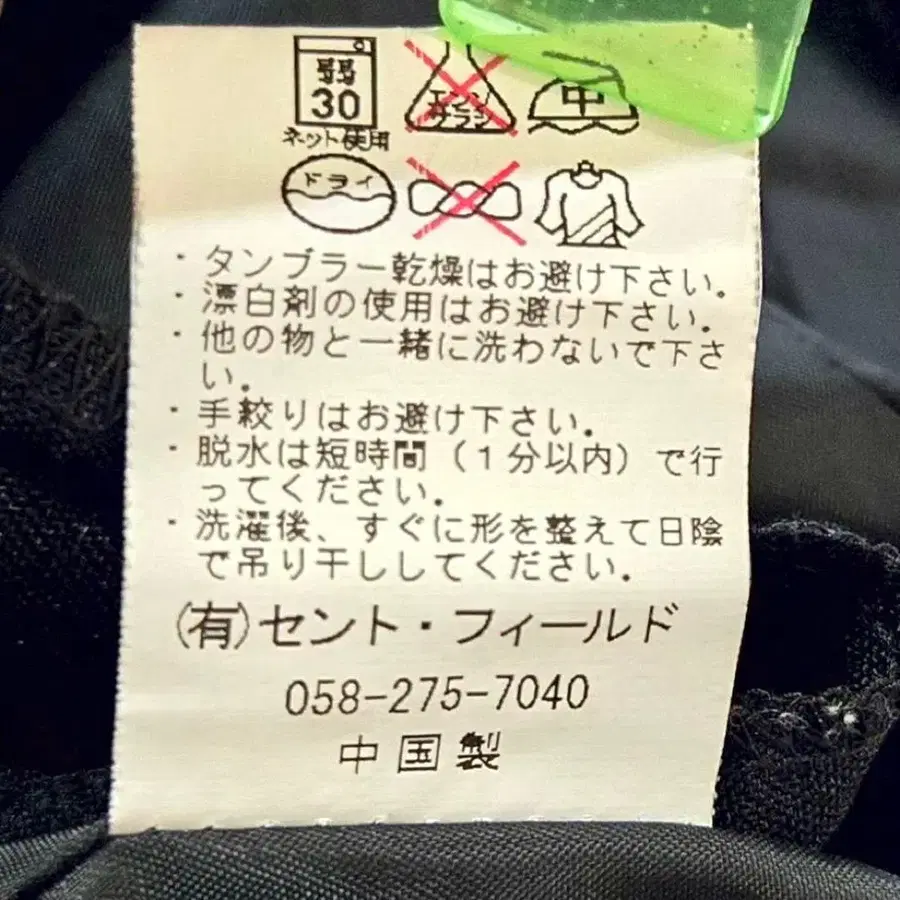 弱
30
ネット使用
エンソ
サラシ
中
ドライ
・タンブラー乾燥はお避け下さい。
・漂白剤の使用はお避け下さい。
・他の物と一緒に洗わないで下さ
い。
・手絞りはお避け下さい。
・脱水は短時間(1分以内)で行
ってください。
・洗濯後、すぐに形を整えて日陰
で吊り干ししてください。
(有)セント・フィールド
058-275-7040
中国製